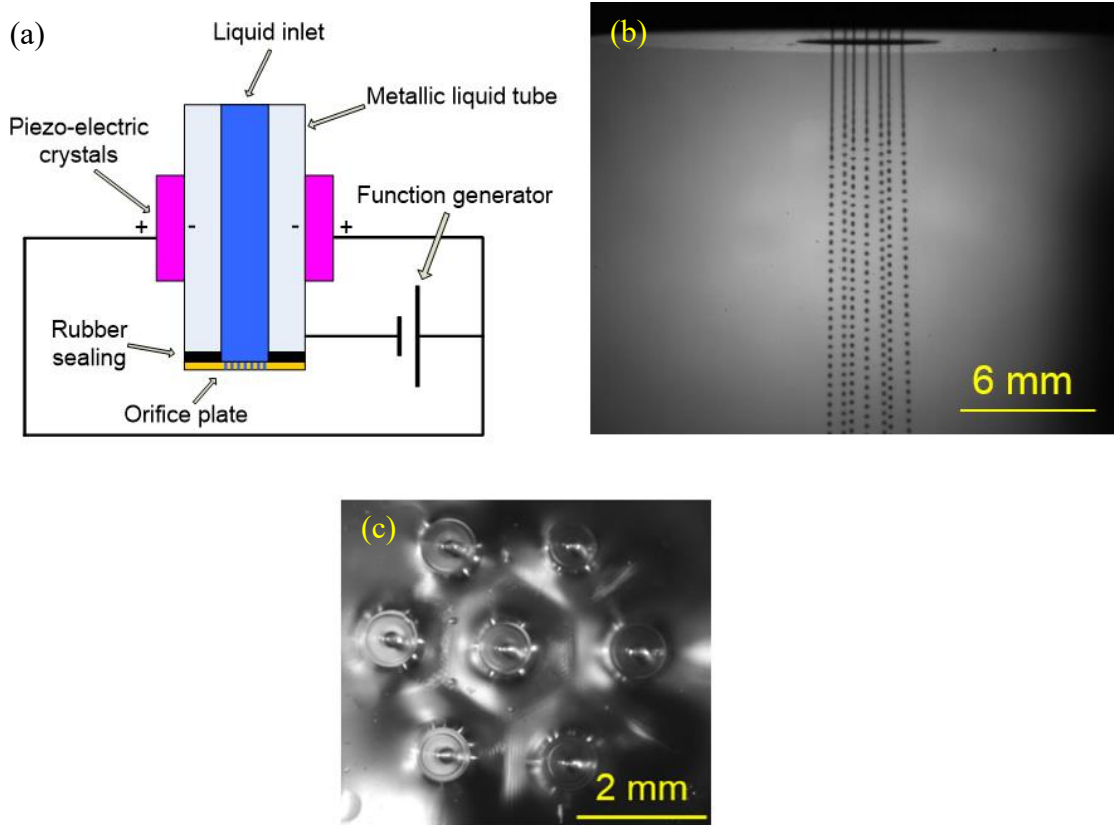 (a)
Liquid inlet
Metallic liquid tube
Piezo-electric
crystals
Function generator
+
-
-
+
Rubber
sealing
Orifice plate
(b)
6 mm
(c)
2 mm